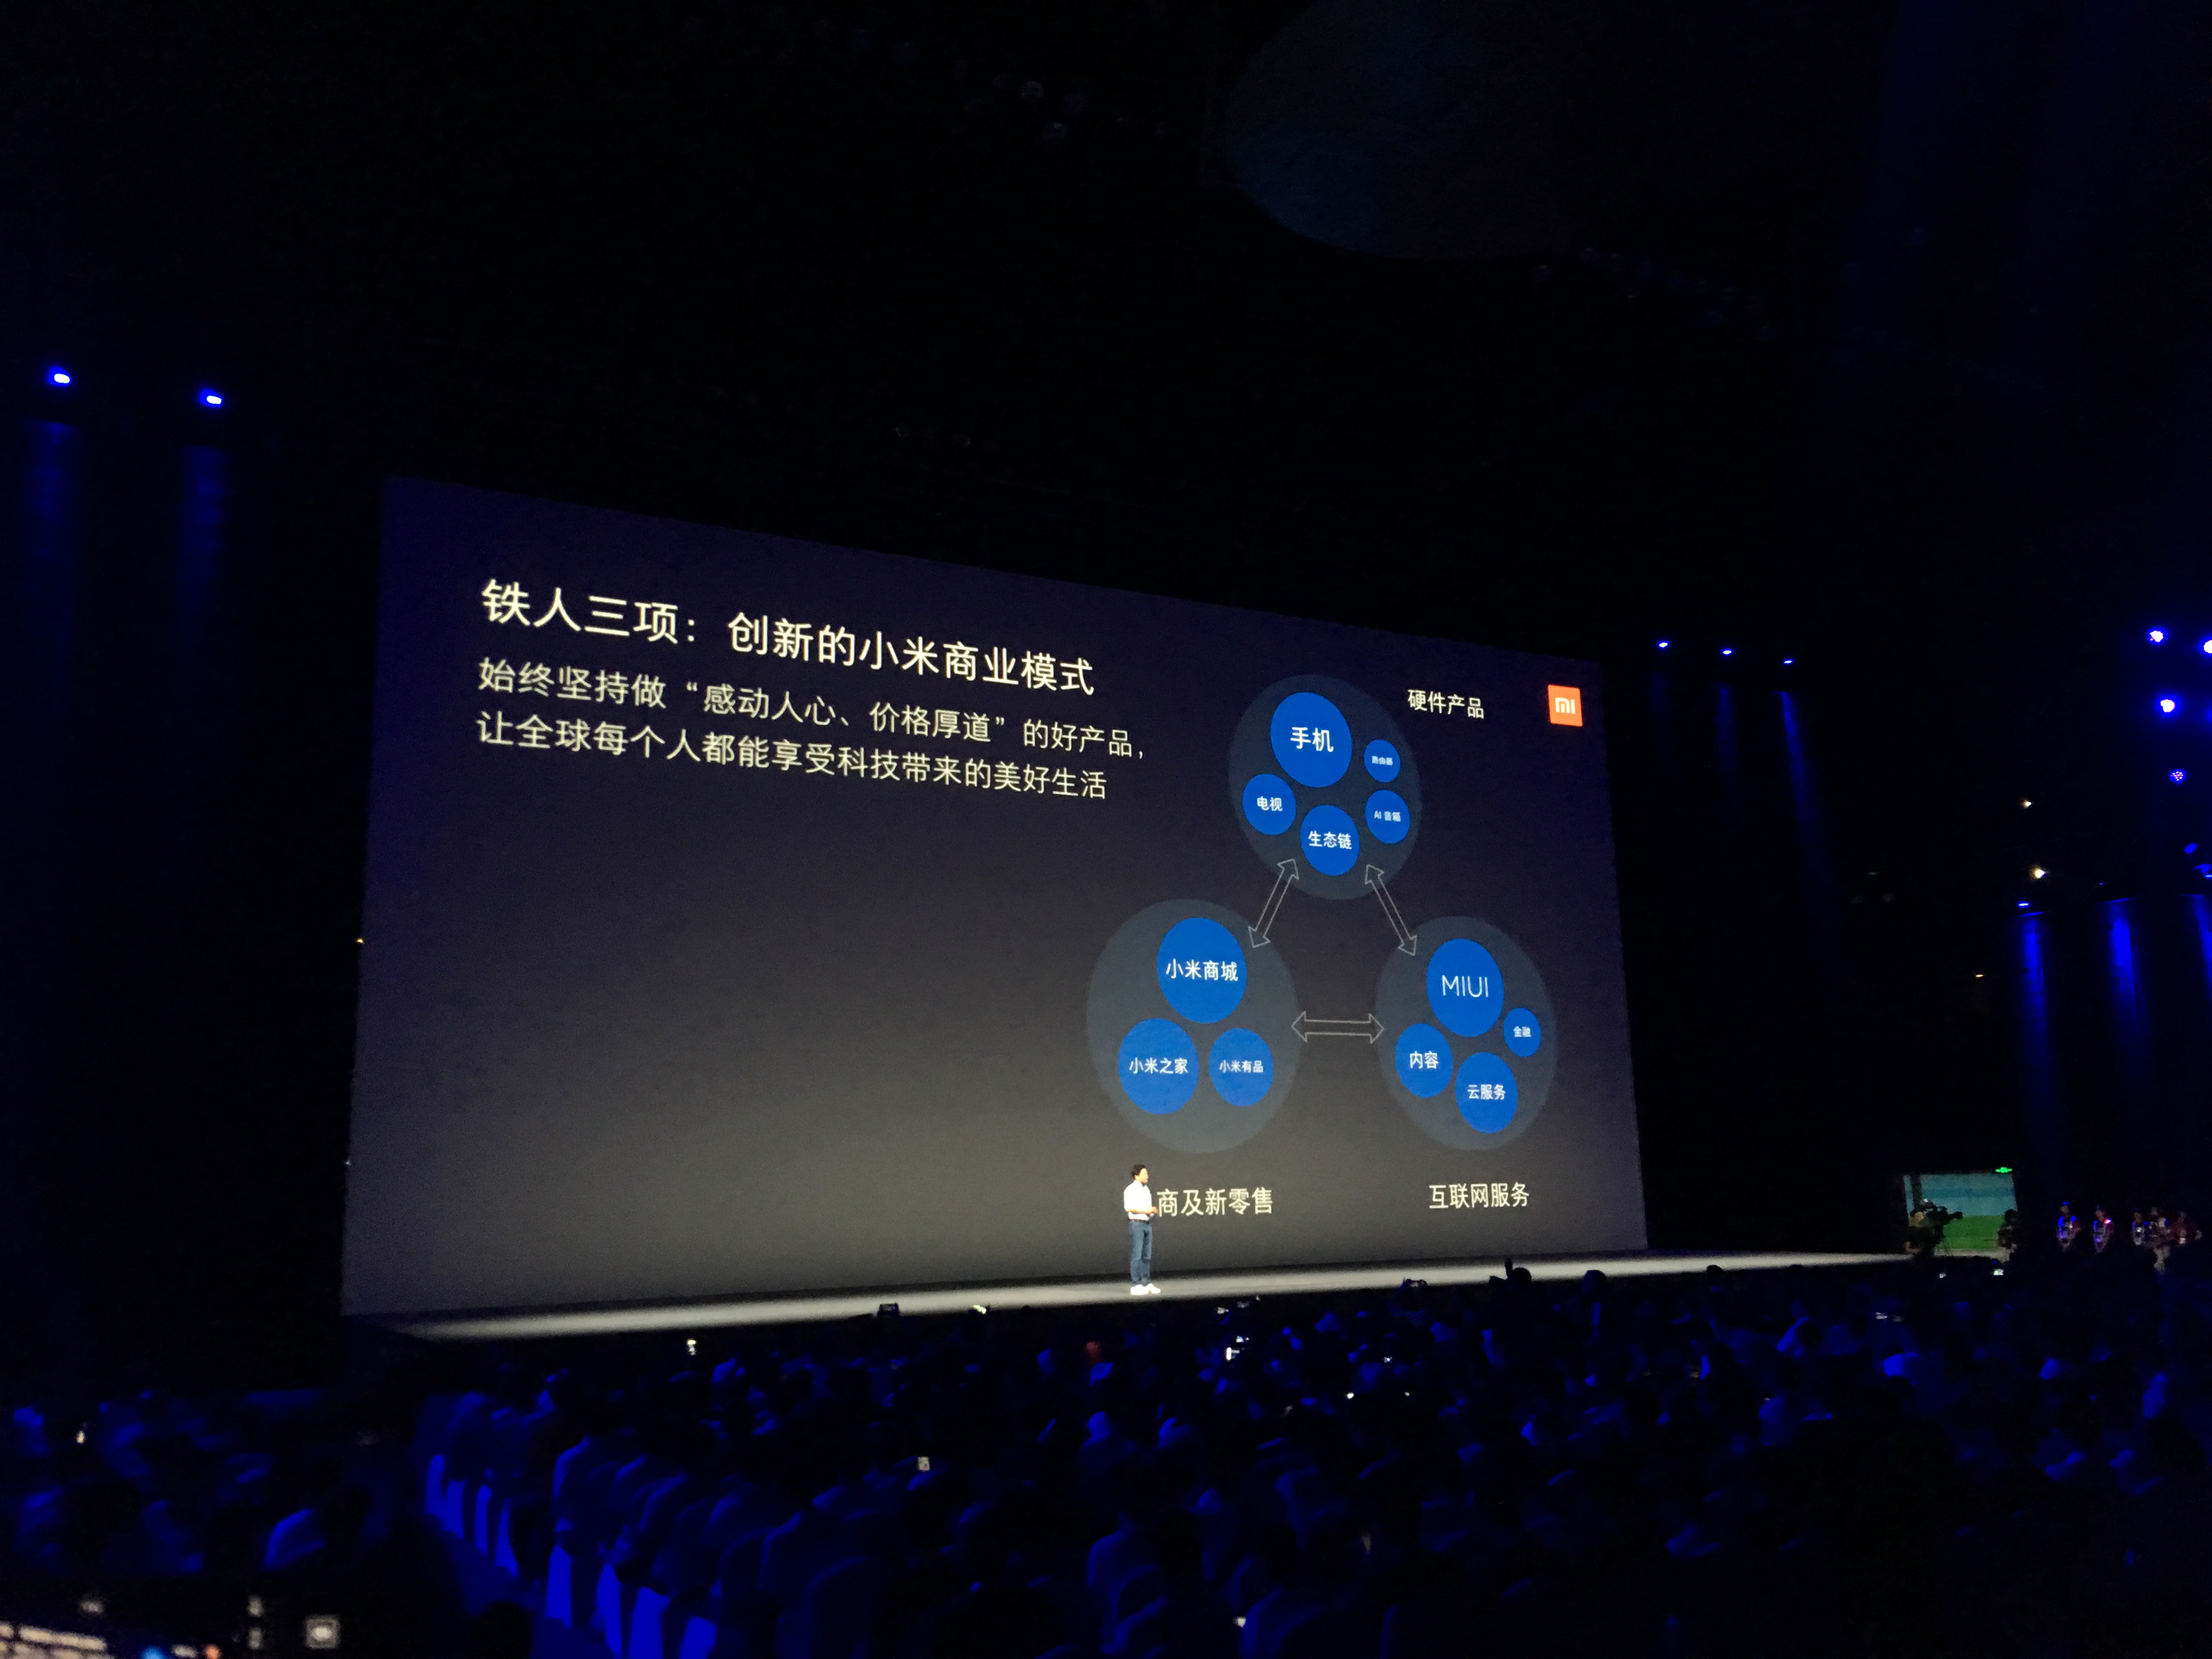 铁人三项：创新的小米商业模式
始终坚持做“感动人心、价格厚道”的好产品，
让全球每个人都能享受科技带来的美好生活
硬件产品
mi
手机
路由器
电视
AI 音箱
生态链
小米商城
小米之家
小米有品
MIUI
金融
内容
云服务
商及新零售
互联网服务